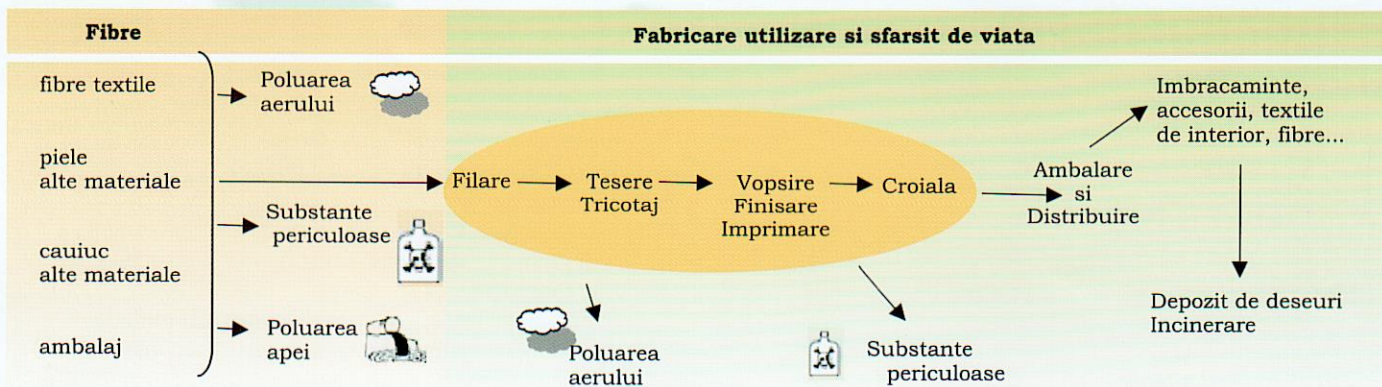 Fibre
Fabricare utilizare si sfarsit de viata
fibre textile
piele
alte materiale
cauiuc
alte materiale
ambalaj
Poluarea
aerului
Substante
periculoase
Poluarea
apei
Filare
Tesere
Tricotaj
Vopsire
Finisare
Imprimare
Croiala
Poluarea
aerului
Substante
periculoase
Ambalare
si
Distribuire
Imbracaminte,
accesorii, textile
de interior, fibre...
Depozit de deseuri
Incinerare